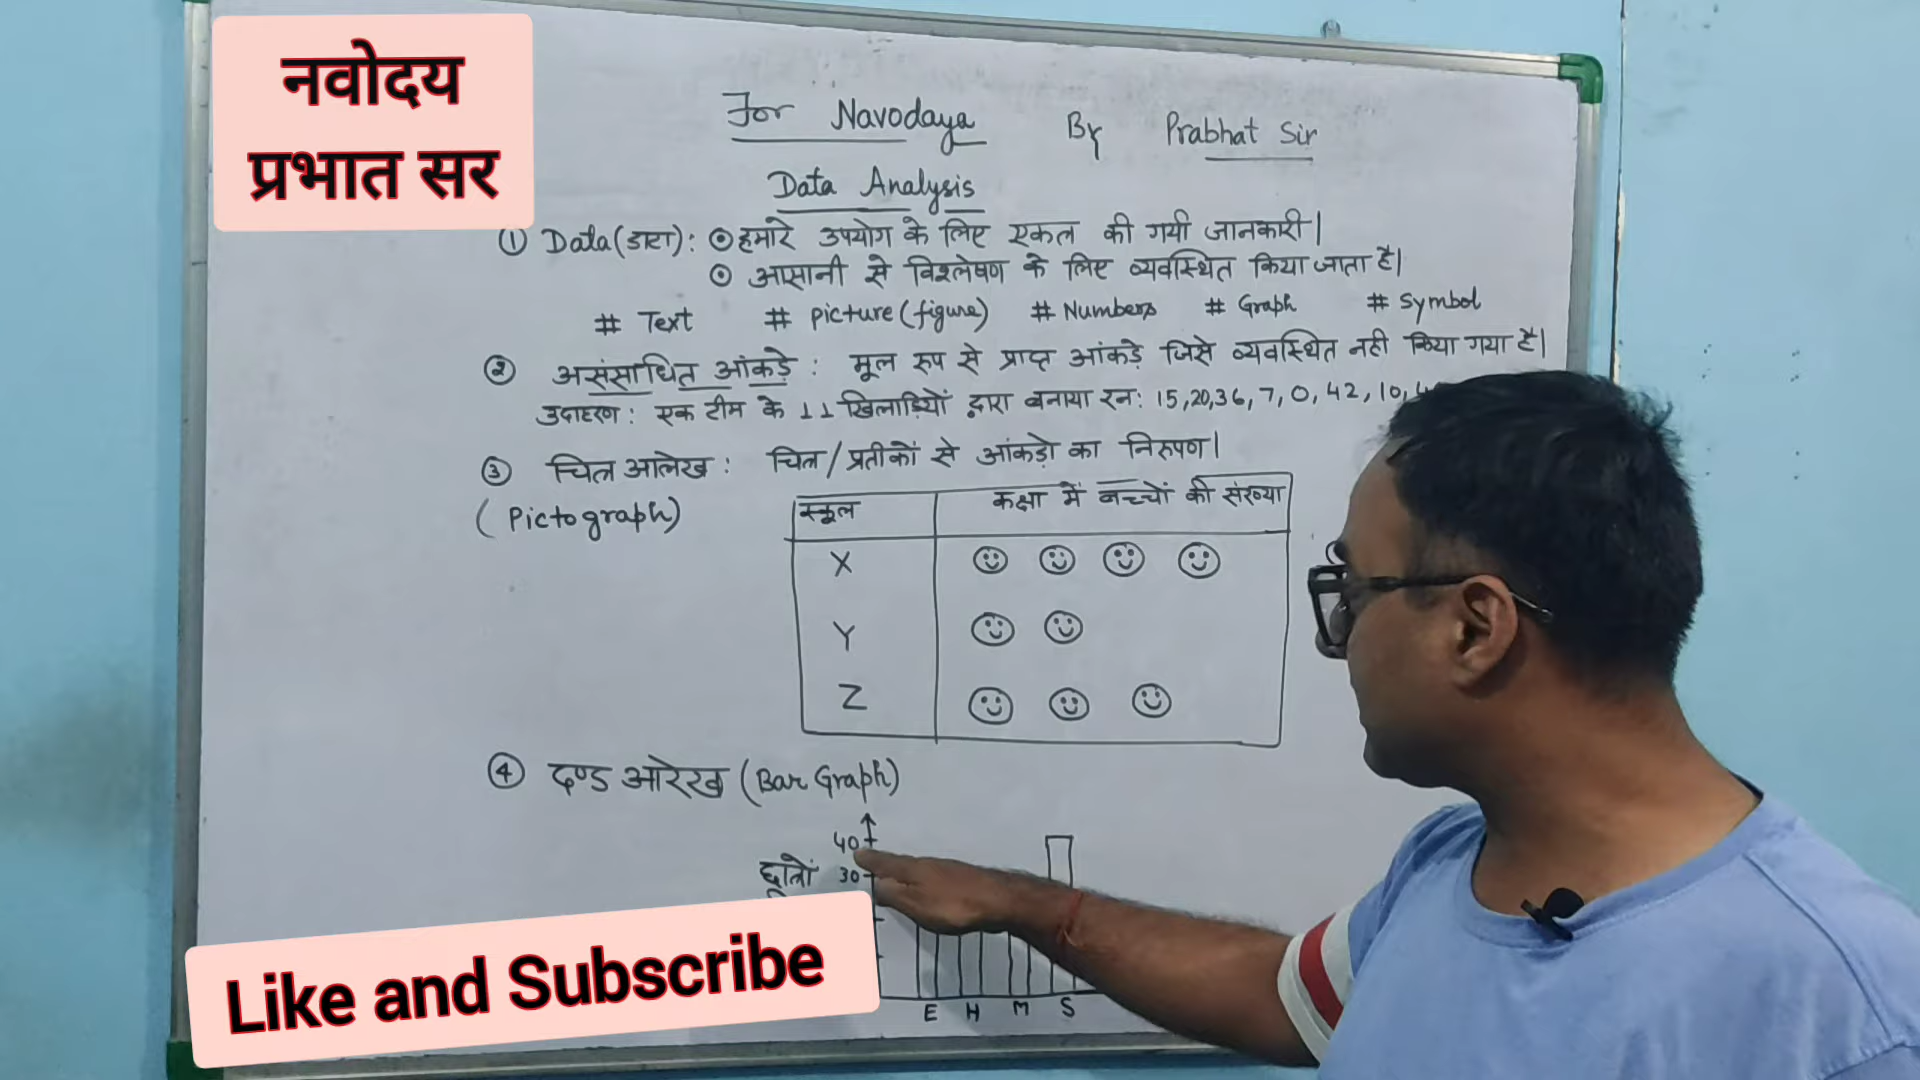 नवोदय
प्रभात सर
For Navodaya By Prabhat Sir
Data Analysis
① Data (डाटा) : ⊙ हमारे उपयोग के लिए एकत्र की गयी जानकारी।
⊙ आसानी से विश्लेषण के लिए व्यवस्थित किया जाता है।
# Text # picture (figure) # Numbers # Graph # Symbol
② असंसाधित आंकड़े : मूल रुप से प्राप्त आंकड़े जिसे व्यवस्थित नही किया गया है।
उदाहरण : एक टीम के 11 खिलाड़ियों द्वारा बनाया रन: 15, 20, 36, 7, 0, 42, 10,
③ चित्र आलेख : चित्र / प्रतीकों से आंकड़ो का निरुपण।
(Pictograph)
स्कूल कक्षा में बच्चों की संख्या
X
Y
Z
④ दण्ड आरेख (Bar Graph)
40
छात्रों 30
E H M S
Like and Subscribe